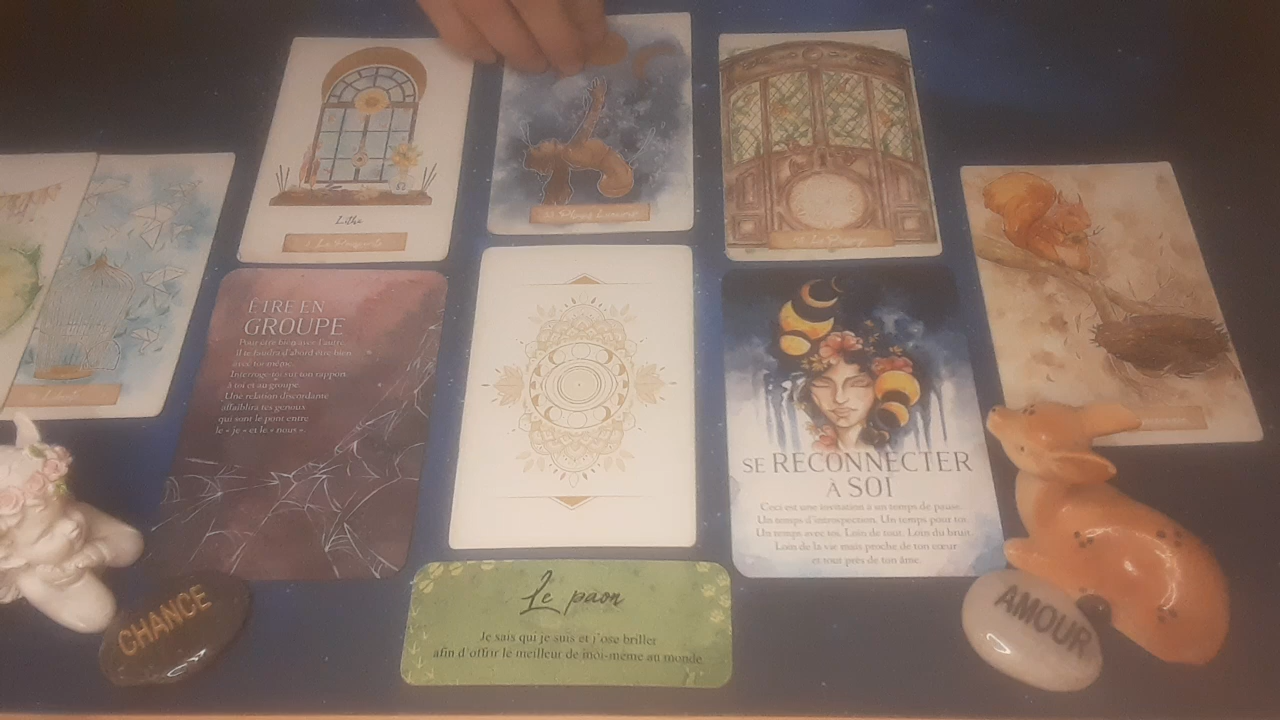 Litha
ÊTRE EN
GROUPE
Pour être bien avec l'autre,
il te faudra d'abord être bien
avec toi-même.
Interroge-toi sur ton rapport
à toi et au groupe.
Une relation discordante
affaiblira tes genoux
qui sont le pont entre
le « je » et le « nous ».
SE RECONNECTER
À SOI
Ceci est une invitation à un temps de pause.
Un temps d'introspection. Un temps pour toi.
Un temps avec toi. Loin de tout. Loin du bruit.
Loin de la vie mais proche de ton cœur
et tout près de ton âme.
Le paon
Je sais qui je suis et j'ose briller
afin d'offrir le meilleur de moi-même au monde
CHANCE
AMOUR